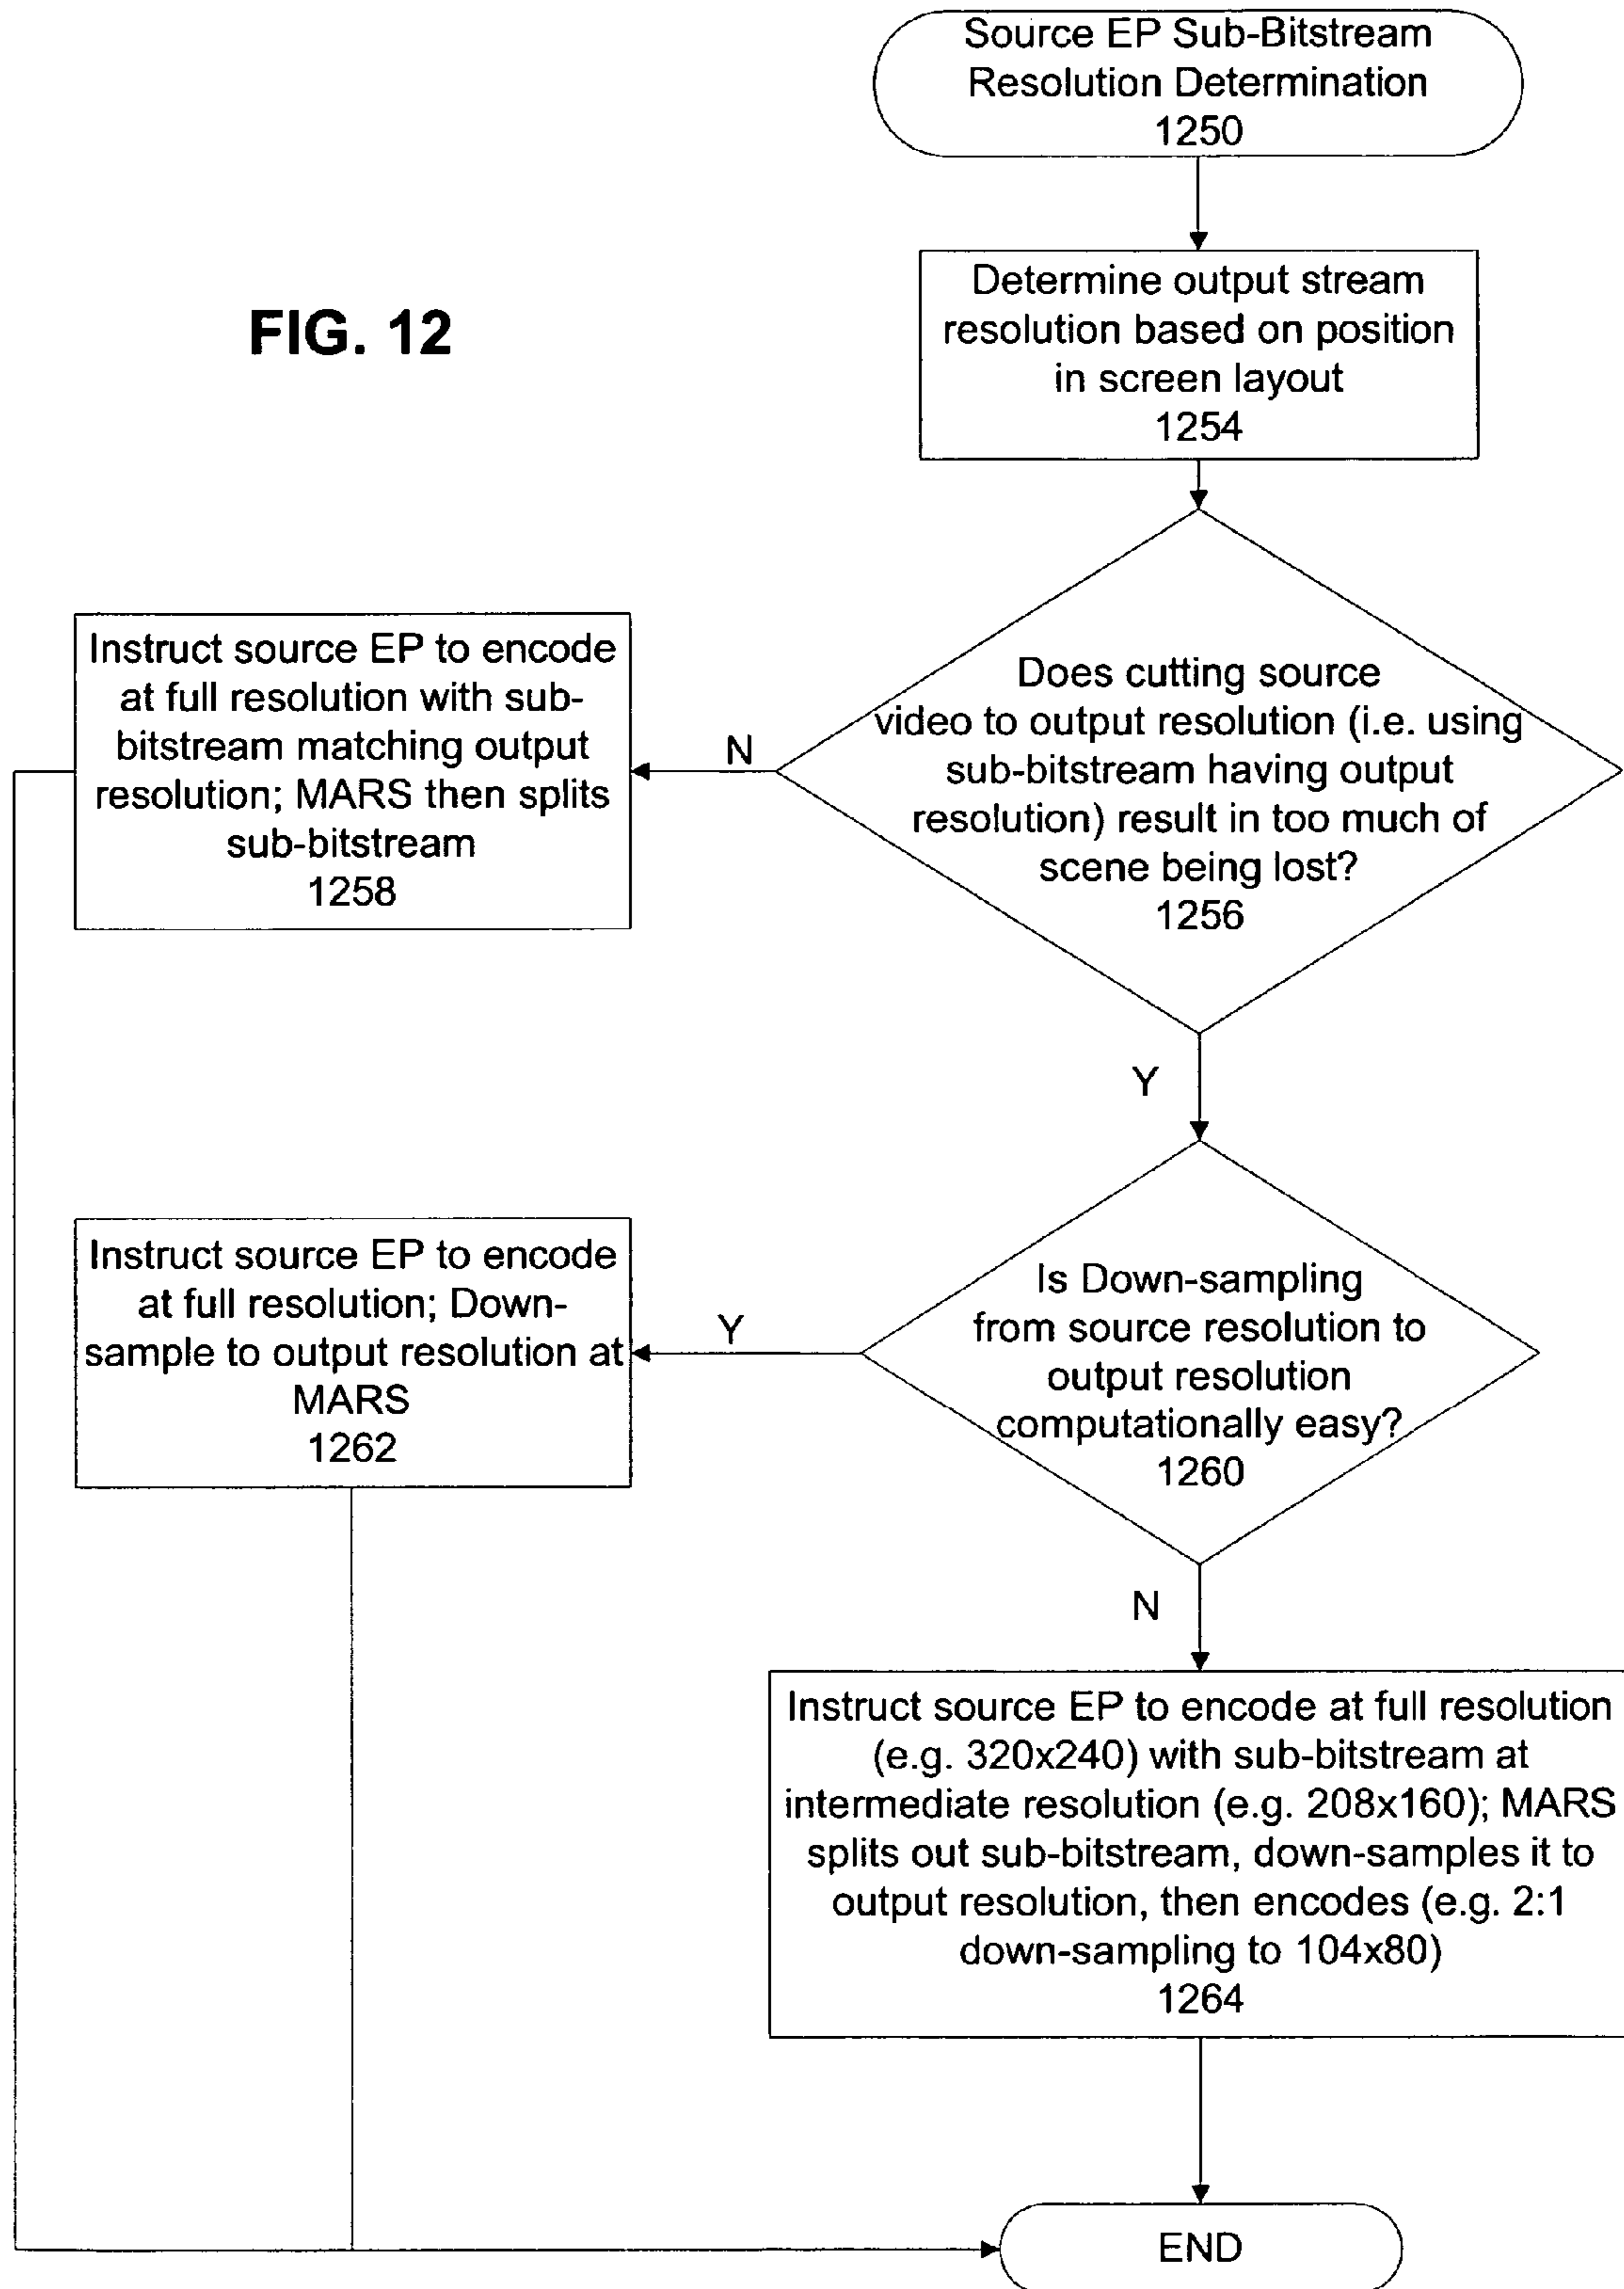 Source EP Sub-Bitstream
Resolution Determination
1250
FIG. 12
Determine output stream
resolution based on position
in screen layout
1254
Does cutting source
video to output resolution (i.e. using
sub-bitstream having output
resolution) result in too much of
scene being lost?
1256
N
Instruct source EP to encode
at full resolution with sub-
bitstream matching output
resolution; MARS then splits
sub-bitstream
1258
Y
Is Down-sampling
from source resolution to
output resolution
computationally easy?
1260
Y
Instruct source EP to encode
at full resolution; Down-
sample to output resolution at
MARS
1262
N
Instruct source EP to encode at full resolution
(e.g. 320x240) with sub-bitstream at
intermediate resolution (e.g. 208x160); MARS
splits out sub-bitstream, down-samples it to
output resolution, then encodes (e.g. 2:1
down-sampling to 104x80)
1264
END